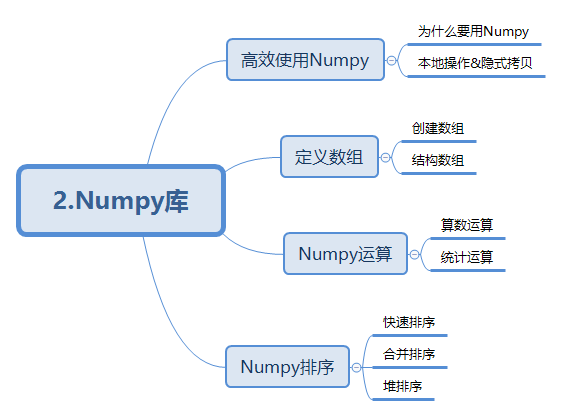 2.Numpy库
高效使用Numpy
为什么要用Numpy
本地操作&隐式拷贝
定义数组
创建数组
结构数组
Numpy运算
算数运算
统计运算
Numpy排序
快速排序
合并排序
堆排序